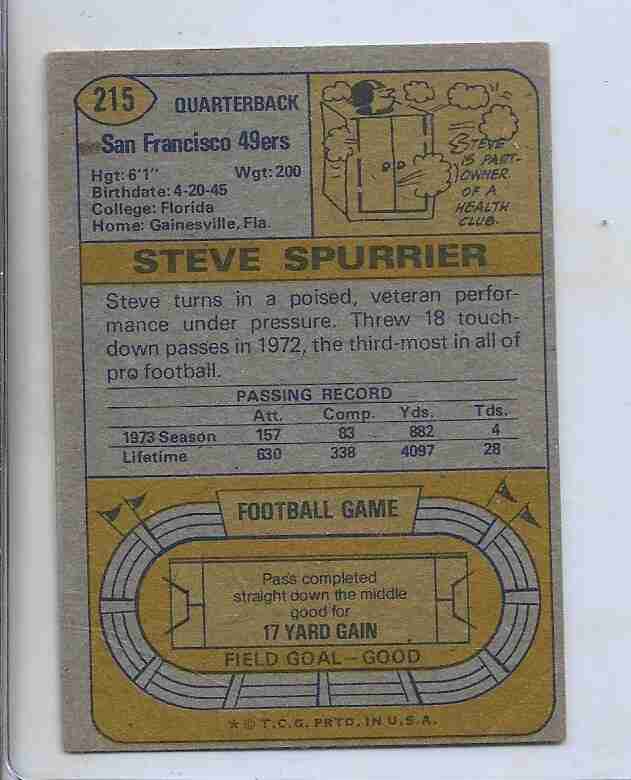 215
QUARTERBACK
San Francisco 49ers
Hgt: 6'1" Wgt: 200
Birthdate: 4-20-45
College: Florida
Home: Gainesville, Fla.
STEVE
IS PART-
OWNER
OF A
HEALTH
CLUB.
STEVE SPURRIER
Steve turns in a poised, veteran perfor-
mance under pressure. Threw 18 touch-
down passes in 1972, the third-most in all of
pro football.
PASSING RECORD
Att. Comp. Yds. Tds.
1973 Season 157 83 882 4
Lifetime 630 338 4097 28
FOOTBALL GAME
Pass completed
straight down the middle
good for
17 YARD GAIN
FIELD GOAL—GOOD
★ © T.C.G. PRTD. IN U.S.A.